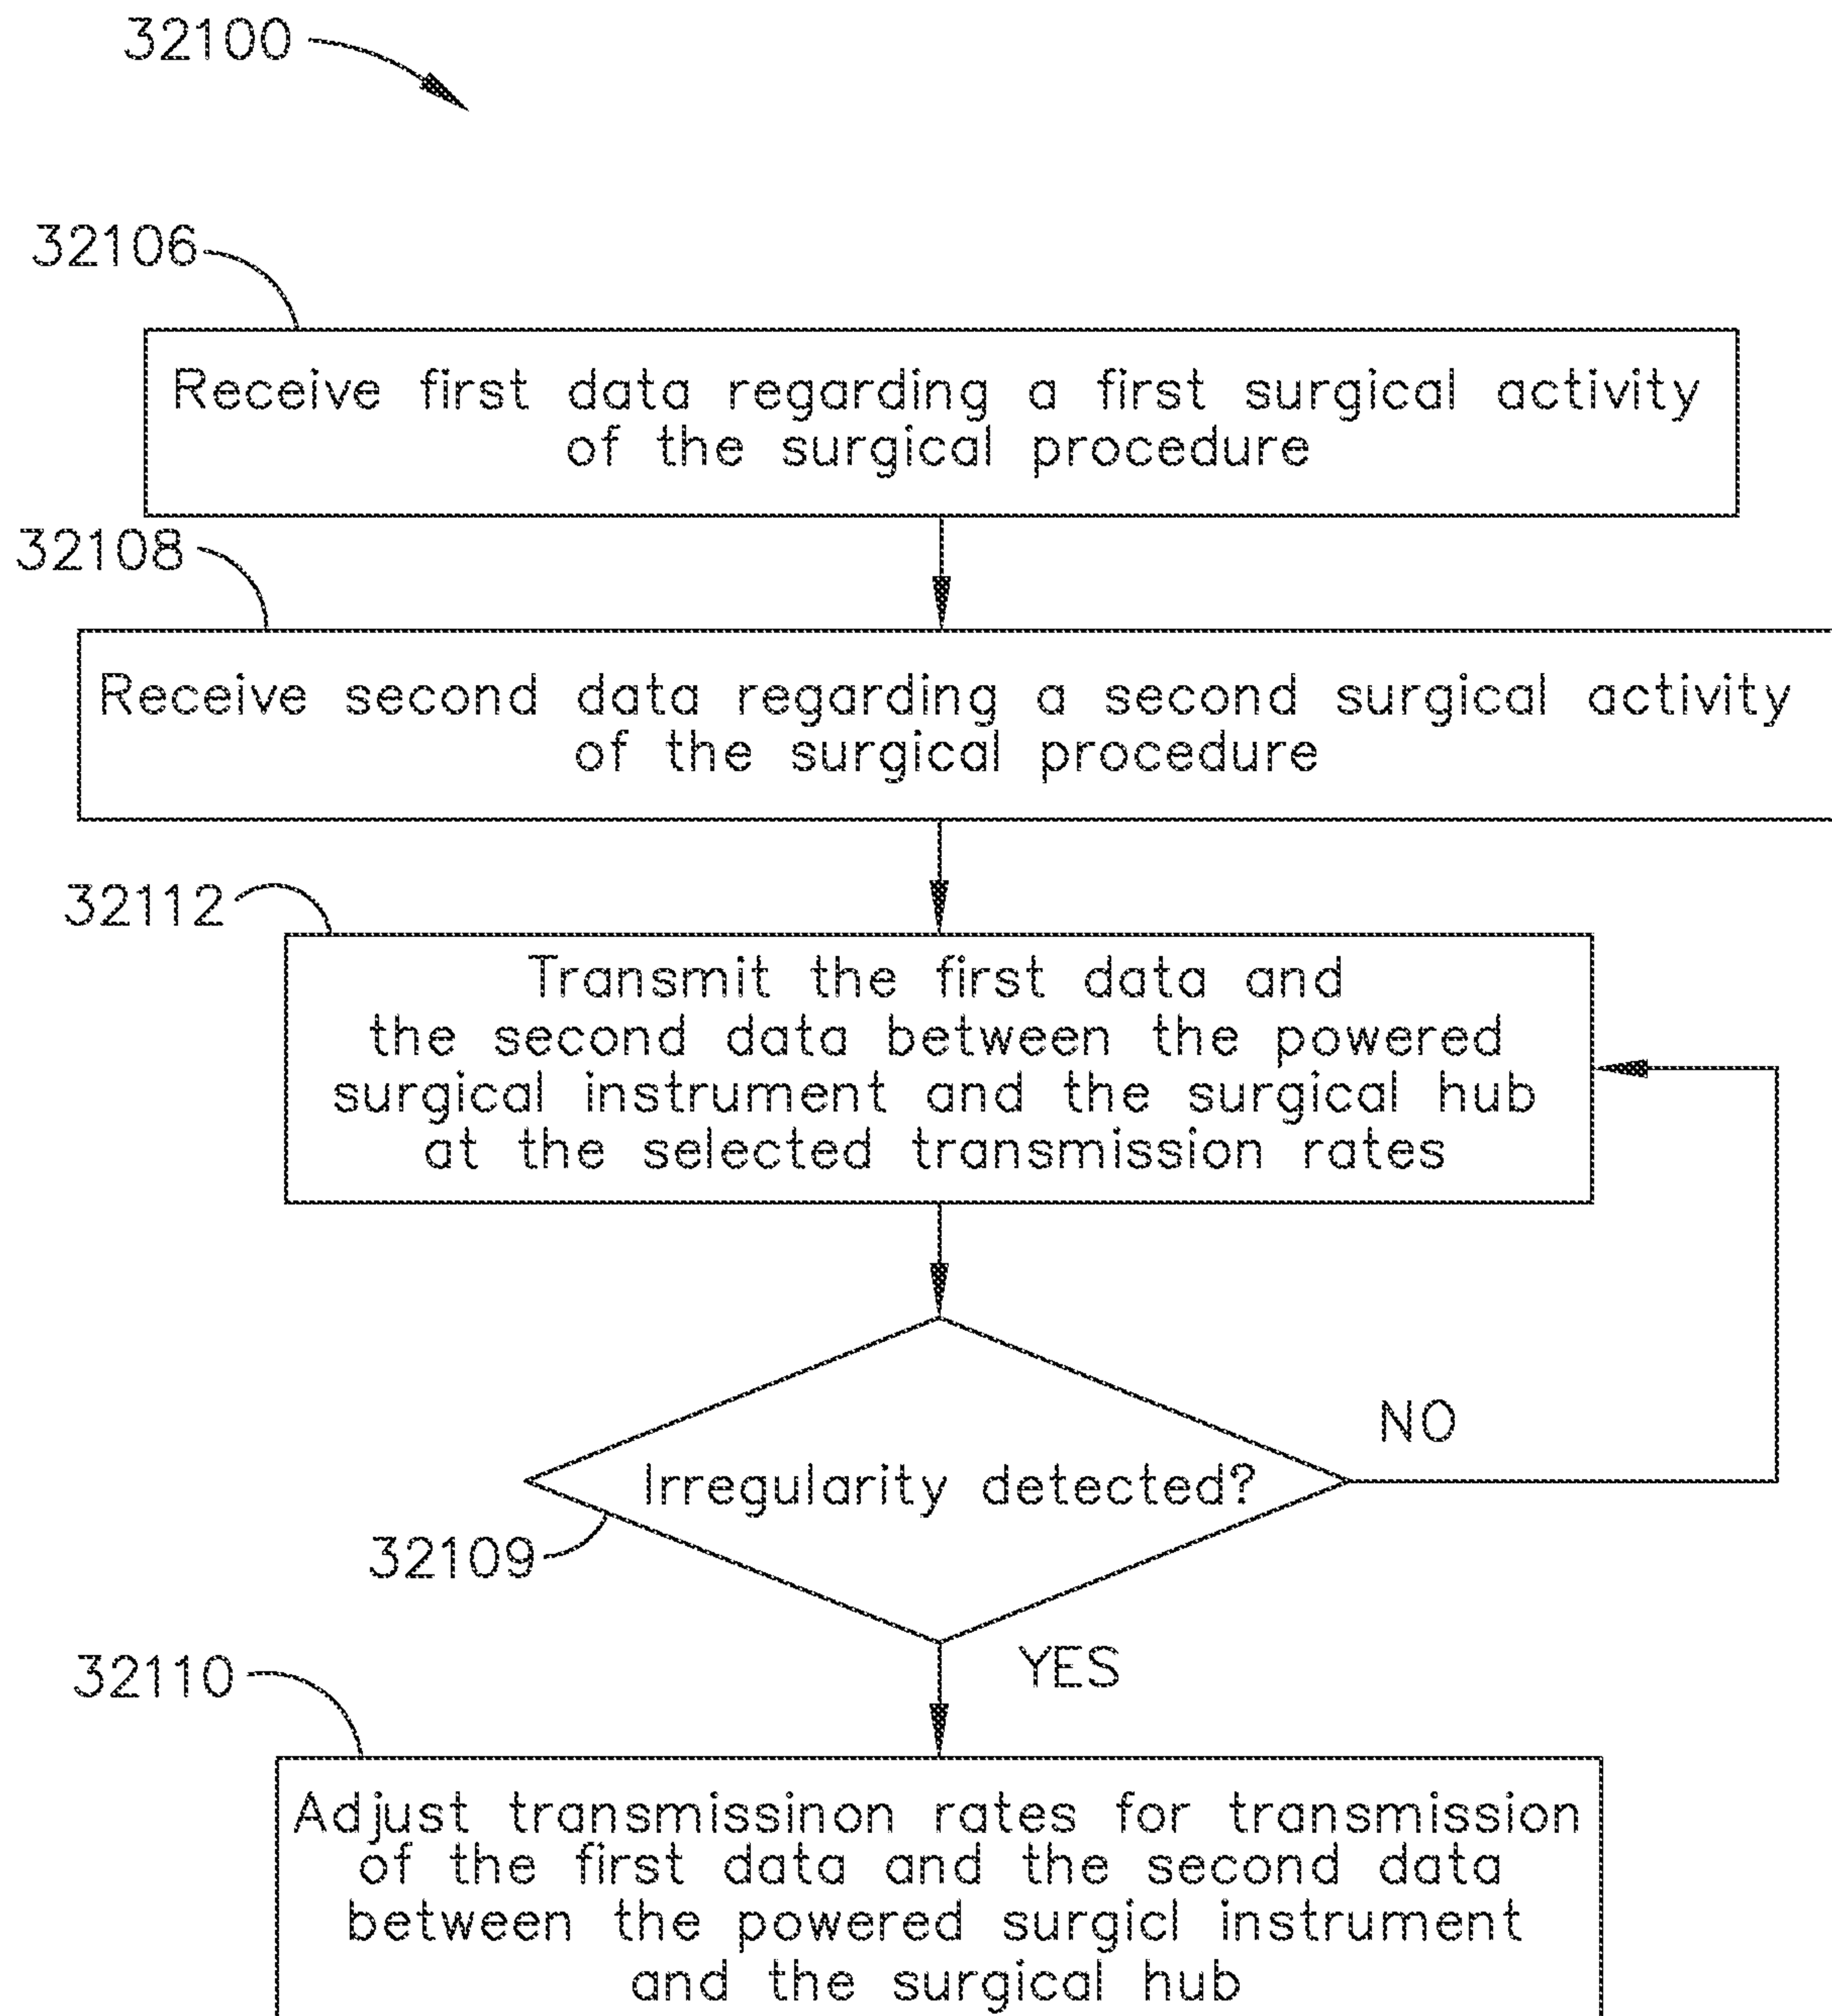 32100
32106
Receive first data regarding a first surgical activity
of the surgical procedure
32108
Receive second data regarding a second surgical activity
of the surgical procedure
32112
Transmit the first data and
the second data between the powered
surgical instrument and the surgical hub
at the selected transmission rates
NO
Irregularity detected?
32109
YES
32110
Adjust transmissinon rates for transmission
of the first data and the second data
between the powered surgicl instrument
and the surgical hub